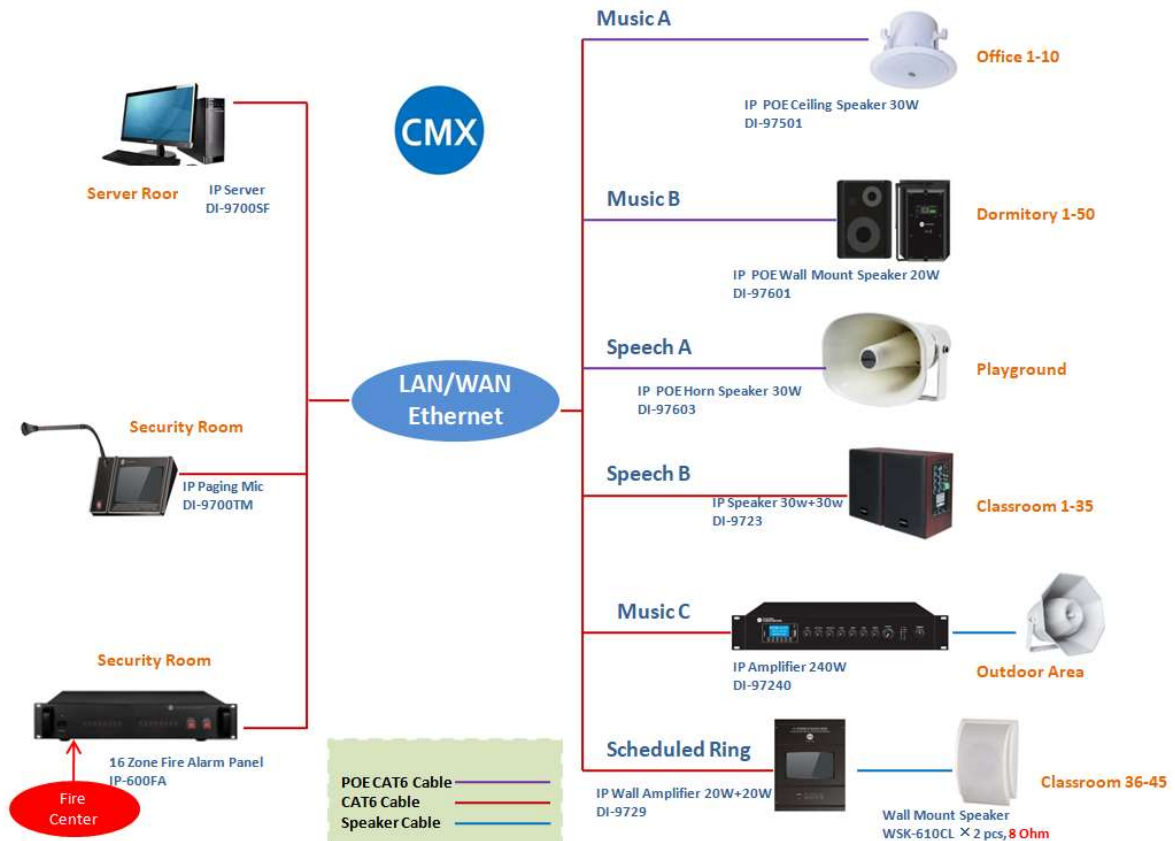 Music A
Office 1-10
IP POE Ceiling Speaker 30W
DI-97501
CMX
Server Roor
IP Server
DI-9700SF
Music B
Dormitory 1-50
IP POE Wall Mount Speaker 20W
DI-97601
Speech A
Playground
IP POE Horn Speaker 30W
DI-97603
LAN/WAN
Ethernet
Security Room
IP Paging Mic
DI-9700TM
Speech B
IP Speaker 30w+30w
DI-9723
Classroom 1-35
Security Room
16 Zone Fire Alarm Panel
IP-600FA
Fire
Center
Music C
IP Amplifier 240W
DI-97240
Outdoor Area
Scheduled Ring
IP Wall Amplifier 20W+20W
DI-9729
Classroom 36-45
Wall Mount Speaker
WSK-610CL × 2 pcs, 8 Ohm
POE CAT6 Cable
CAT6 Cable
Speaker Cable